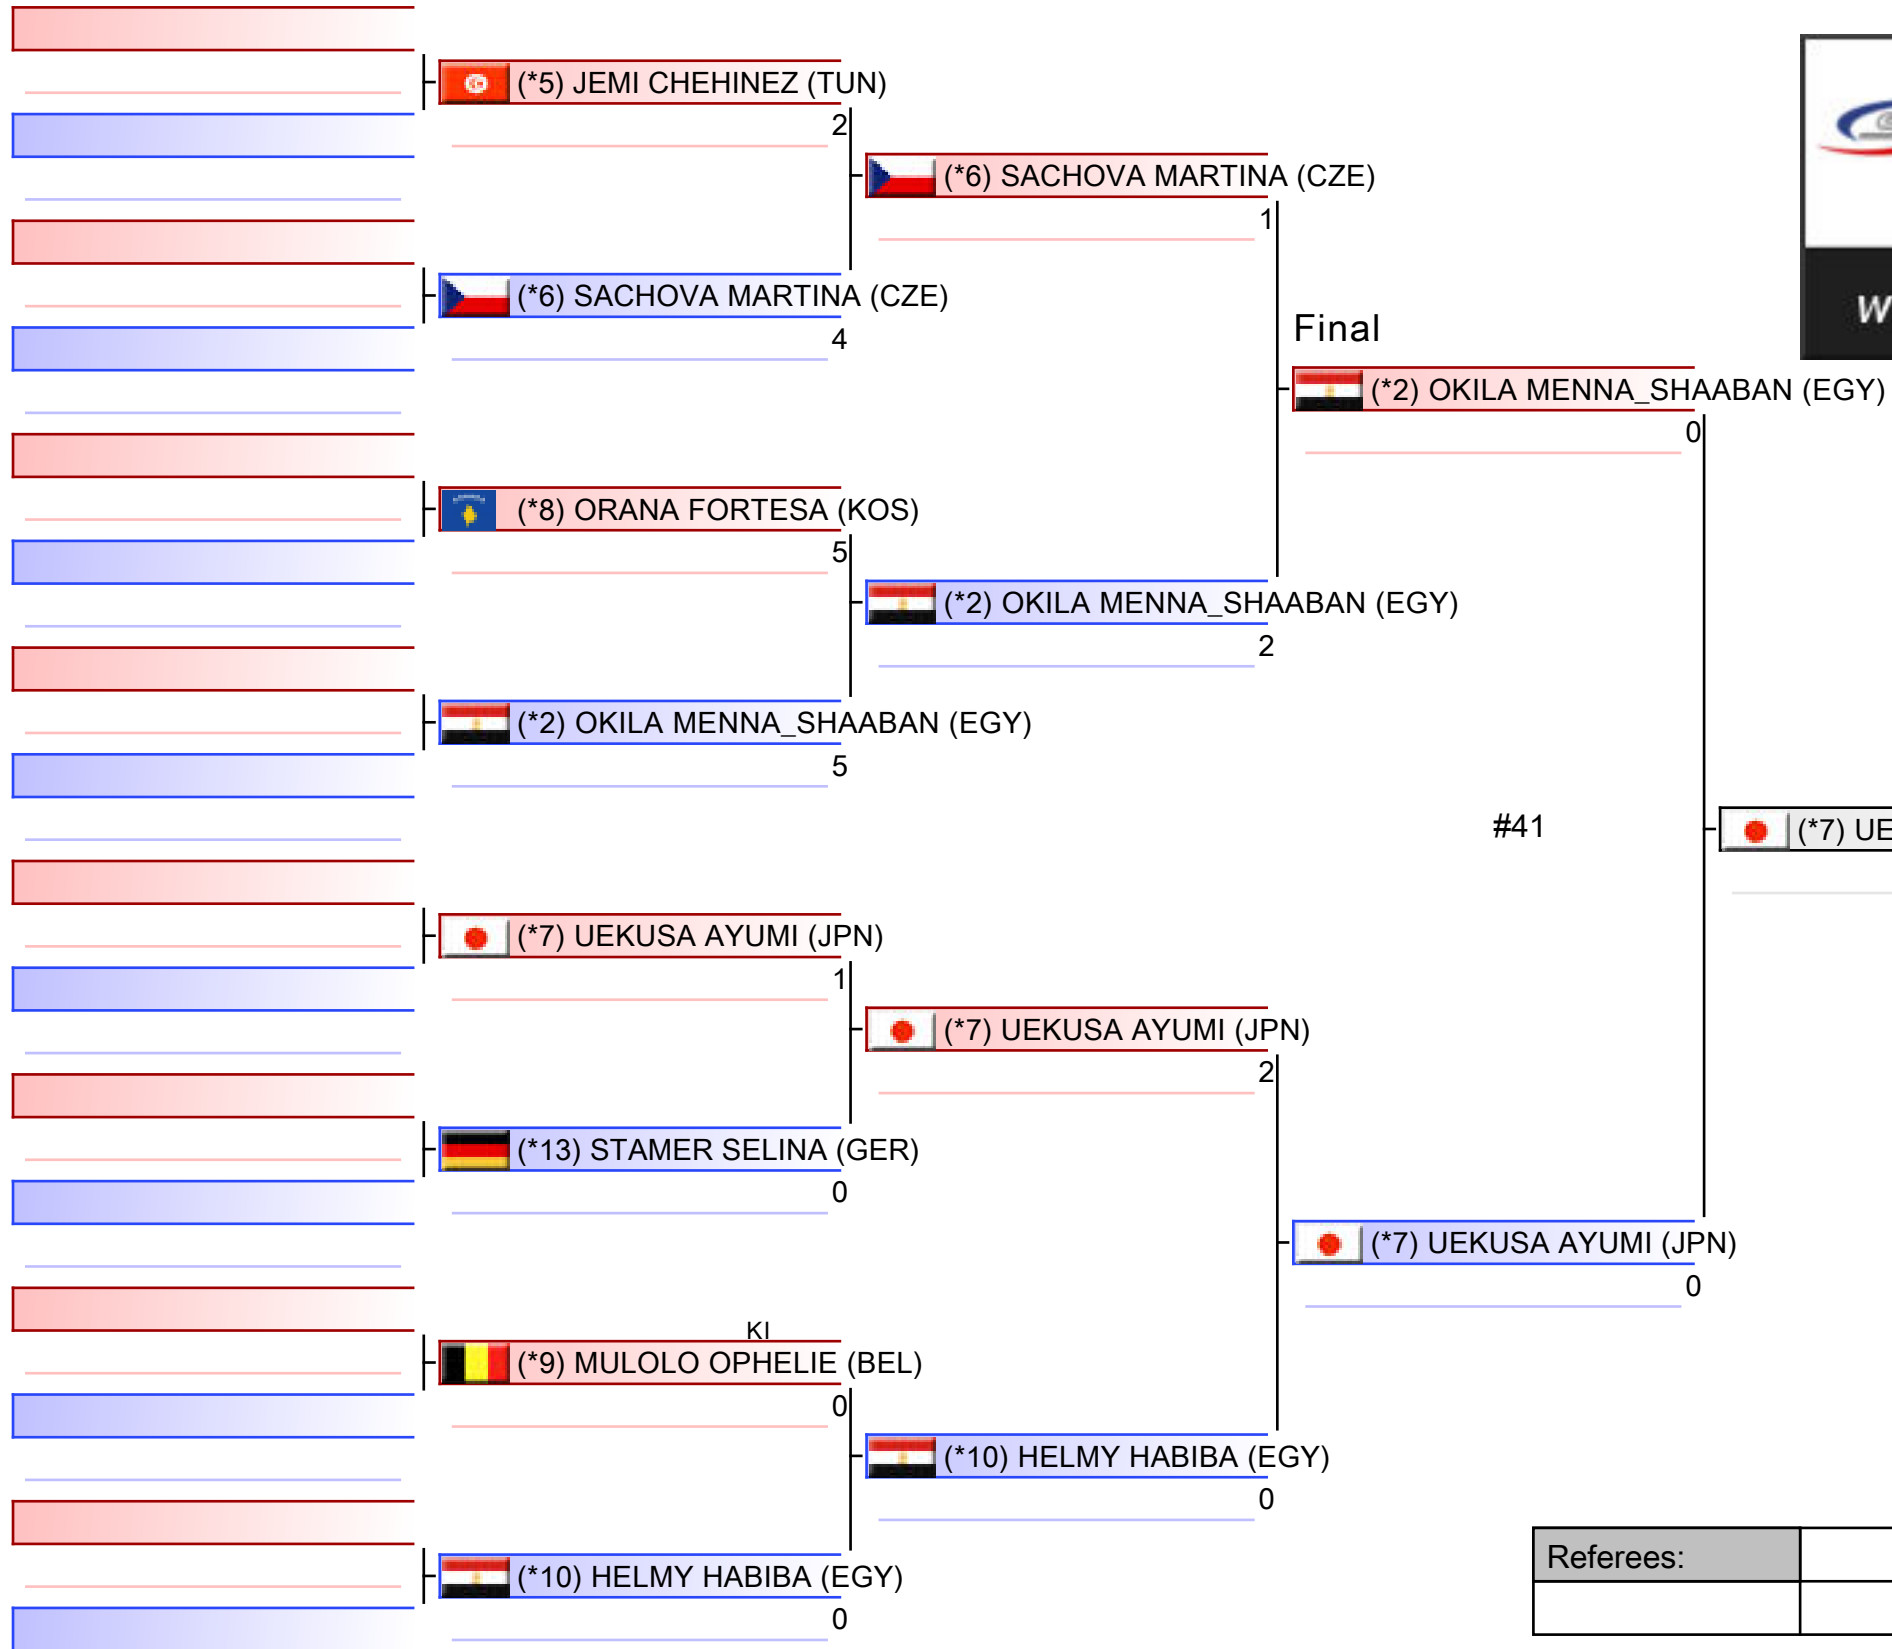 (*5) JEMI CHEHINEZ (TUN)
2
(*6) SACHOVA MARTINA (CZE)
1
(*6) SACHOVA MARTINA (CZE)
4
W
Final
(*2) OKILA MENNA_SHAABAN (EGY)
0
(*8) ORANA FORTESA (KOS)
5
(*2) OKILA MENNA_SHAABAN (EGY)
2
(*2) OKILA MENNA_SHAABAN (EGY)
5
#41
(*7) UE
(*7) UEKUSA AYUMI (JPN)
1
(*7) UEKUSA AYUMI (JPN)
2
(*13) STAMER SELINA (GER)
0
(*7) UEKUSA AYUMI (JPN)
0
KI
(*9) MULOLO OPHELIE (BEL)
0
(*10) HELMY HABIBA (EGY)
0
(*10) HELMY HABIBA (EGY)
0
Referees: